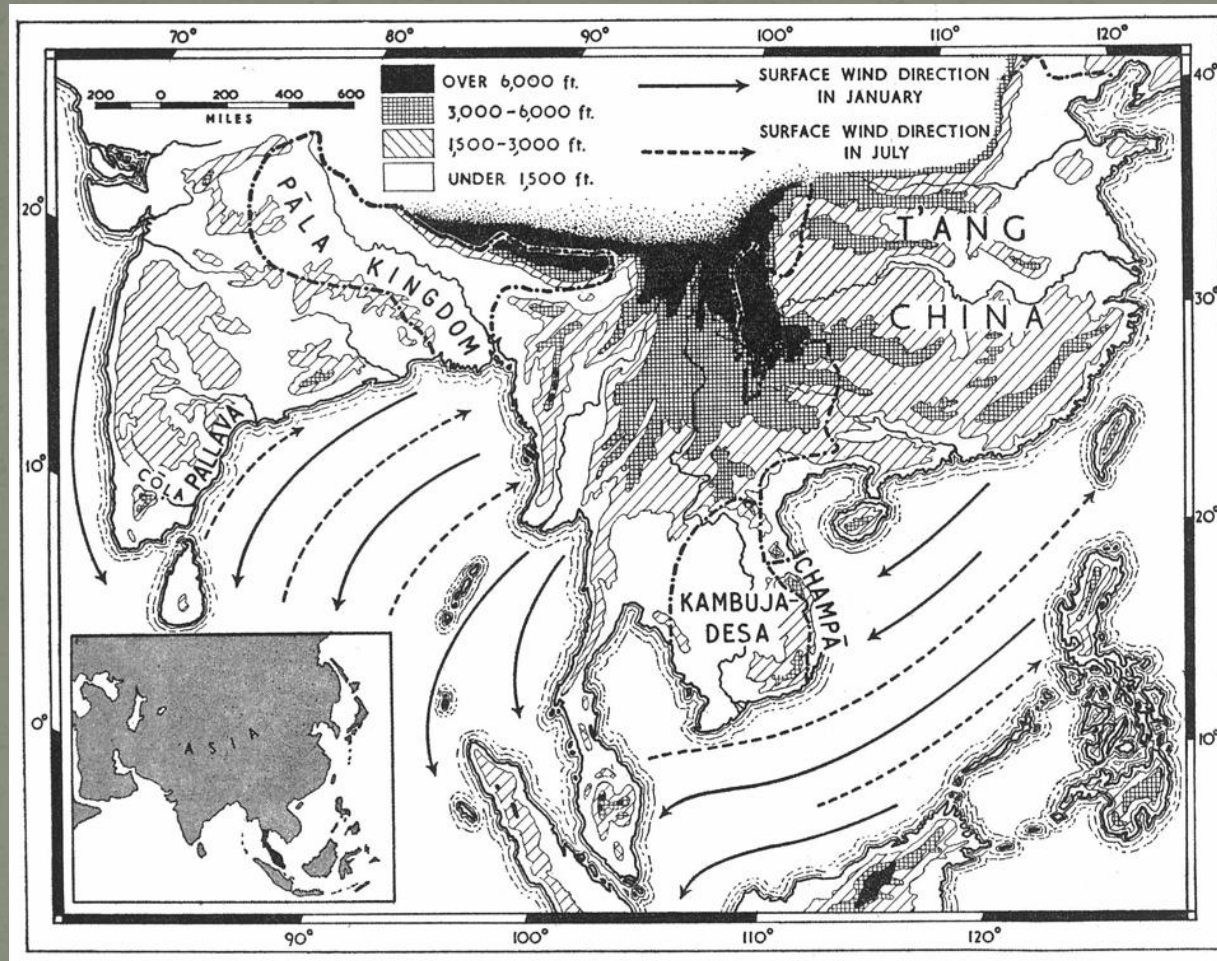 70° 80° 90° 100° 110° 120°
200 0 200 400 600
MILES
OVER 6,000 ft.
3,000-6,000 ft.
1,500-3,000 ft.
UNDER 1,500 ft.
SURFACE WIND DIRECTION
IN JANUARY
SURFACE WIND DIRECTION
IN JULY
40°
20°
30°
10°
20°
0°
10°
PĀLA KINGDOM
T'ANG
CHINA
PALLAVA
CŌLA
KAMBUJA-
DESA
CHAMPĀ
ASIA
90° 100° 110° 120°